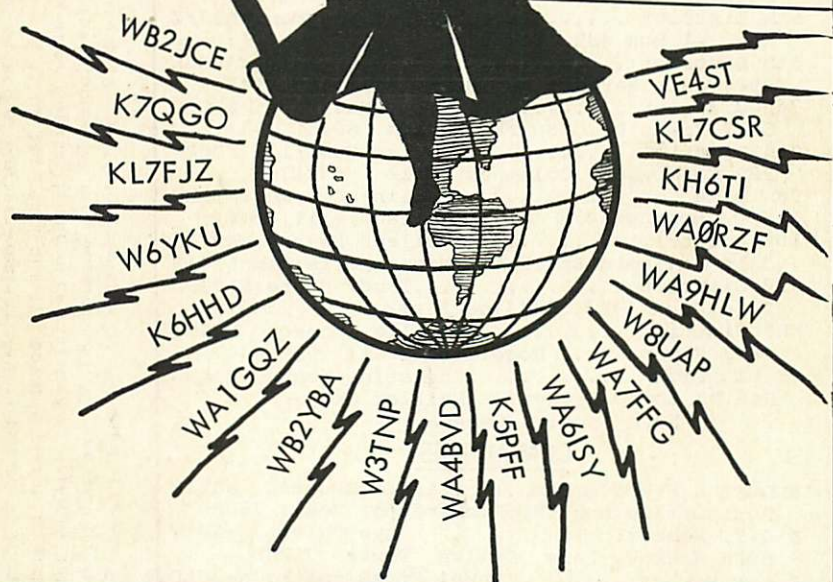 WB2JCE
K7QGO
KL7FJZ
W6YKU
K6HHD
WA1GQZ
WB2YBA
W3TNP
WA4BVD
K5PFF
WA6ISY
WA7FFG
W8UAP
WA9HLW
WAØRZF
KH6TI
KL7CSR
VE4ST